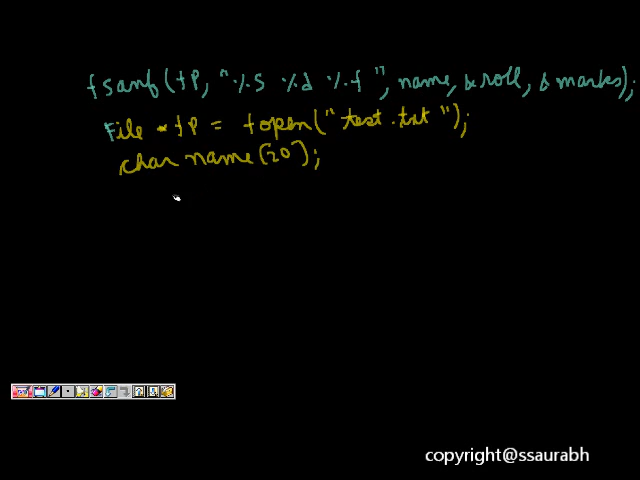 fsanf(fP, "%s %d %.f", name, &roll, & marks);
File * fP = fopen("test.txt");
char name(20);
copyright@ssaurabh